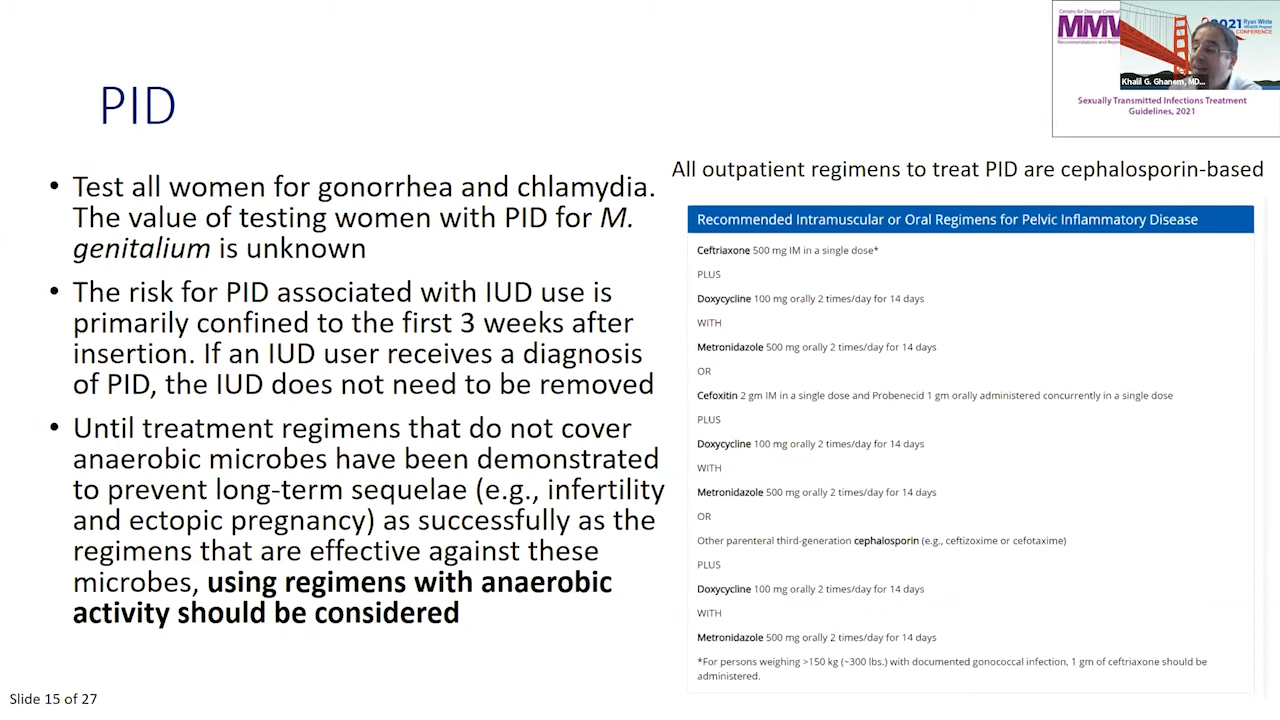 PID
• Test all women for gonorrhea and chlamydia.
The value of testing women with PID for M.
genitalium is unknown
• The risk for PID associated with IUD use is
primarily confined to the first 3 weeks after
insertion. If an IUD user receives a diagnosis
of PID, the IUD does not need to be removed
• Until treatment regimens that do not cover
anaerobic microbes have been demonstrated
to prevent long-term sequelae (e.g., infertility
and ectopic pregnancy) as successfully as the
regimens that are effective against these
microbes, using regimens with anaerobic
activity should be considered
Slide 15 of 27
Centers for Disease
MMW
Recommendations and
2021 Ryan White
CONFERENCE
Khalil G. Ghanem, MD...
Sexually Transmitted Infections Treatment
Guidelines, 2021
All outpatient regimens to treat PID are cephalosporin-based
Recommended Intramuscular or Oral Regimens for Pelvic Inflammatory Disease
Ceftriaxone 500 mg IM in a single dose*
PLUS
Doxycycline 100 mg orally 2 times/day for 14 days
WITH
Metronidazole 500 mg orally 2 times/day for 14 days
OR
Cefoxitin 2 gm IM in a single dose and Probenecid 1 gm orally administered concurrently in a single dose
PLUS
Doxycycline 100 mg orally 2 times/day for 14 days
WITH
Metronidazole 500 mg orally 2 times/day for 14 days
OR
Other parenteral third-generation cephalosporin (e.g., ceftizoxime or cefotaxime)
PLUS
Doxycycline 100 mg orally 2 times/day for 14 days
WITH
Metronidazole 500 mg orally 2 times/day for 14 days
*For persons weighing >150 kg (~300 lbs.) with documented gonococcal infection, 1 gm of ceftriaxone should be
administered.